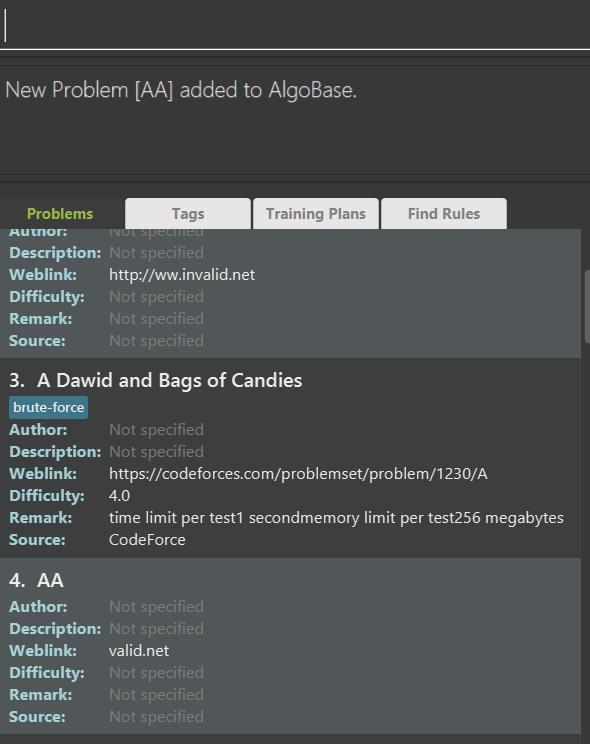 New Problem [AA] added to AlgoBase.
Problems Tags Training Plans Find Rules
Author: Not specified
Description: Not specified
Weblink: http://ww.invalid.net
Difficulty: Not specified
Remark: Not specified
Source: Not specified
3. A Dawid and Bags of Candies
brute-force
Author: Not specified
Description: Not specified
Weblink: https://codeforces.com/problemset/problem/1230/A
Difficulty: 4.0
Remark: time limit per test1 secondmemory limit per test256 megabytes
Source: CodeForce
4. AA
Author: Not specified
Description: Not specified
Weblink: valid.net
Difficulty: Not specified
Remark: Not specified
Source: Not specified